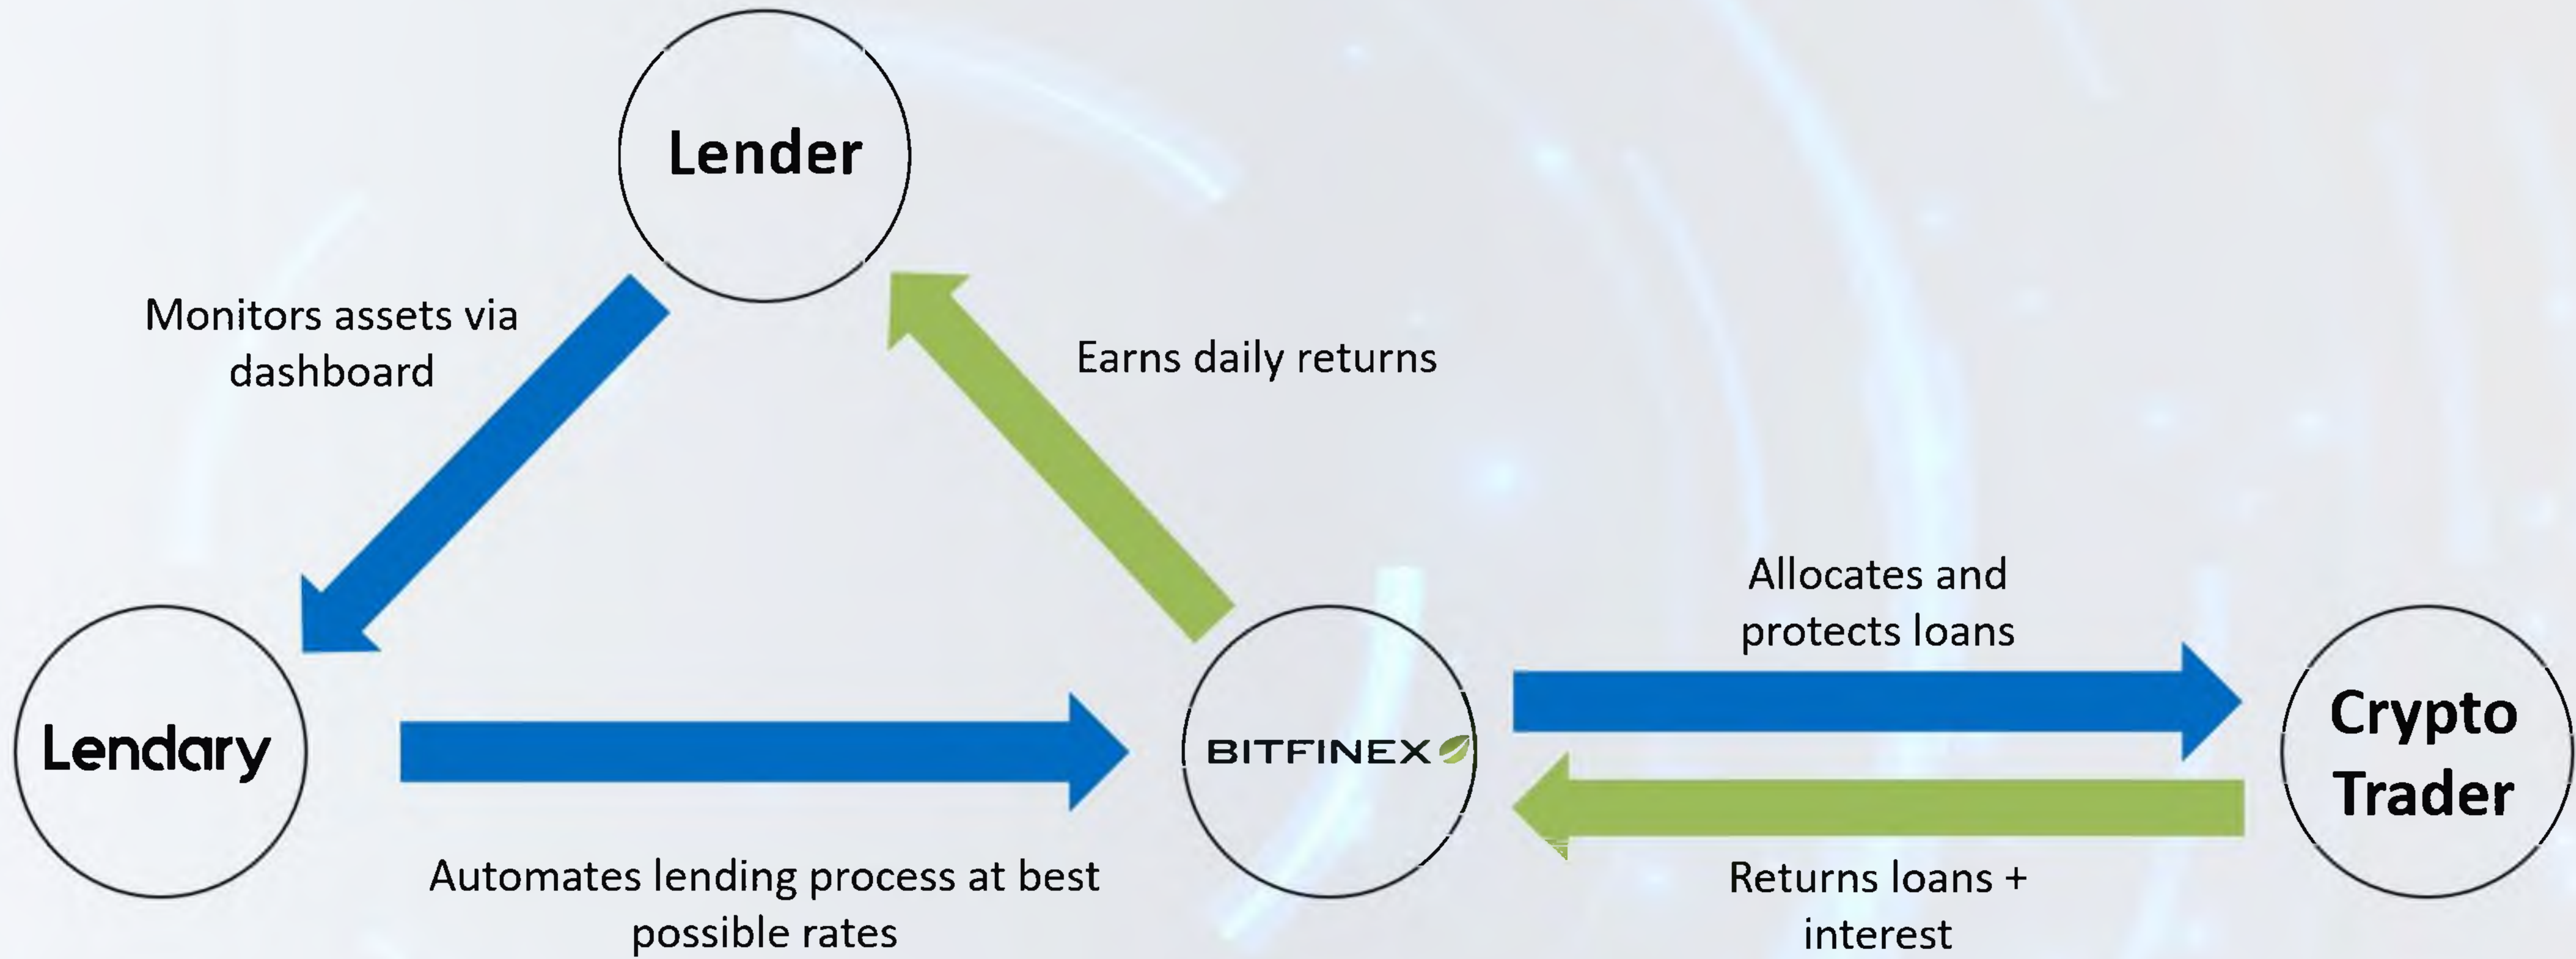 Lender
Monitors assets via
dashboard
Earns daily returns
Allocates and
protects loans
Lendary
BITFINEX
Crypto
Trader
Automates lending process at best
possible rates
Returns loans +
interest